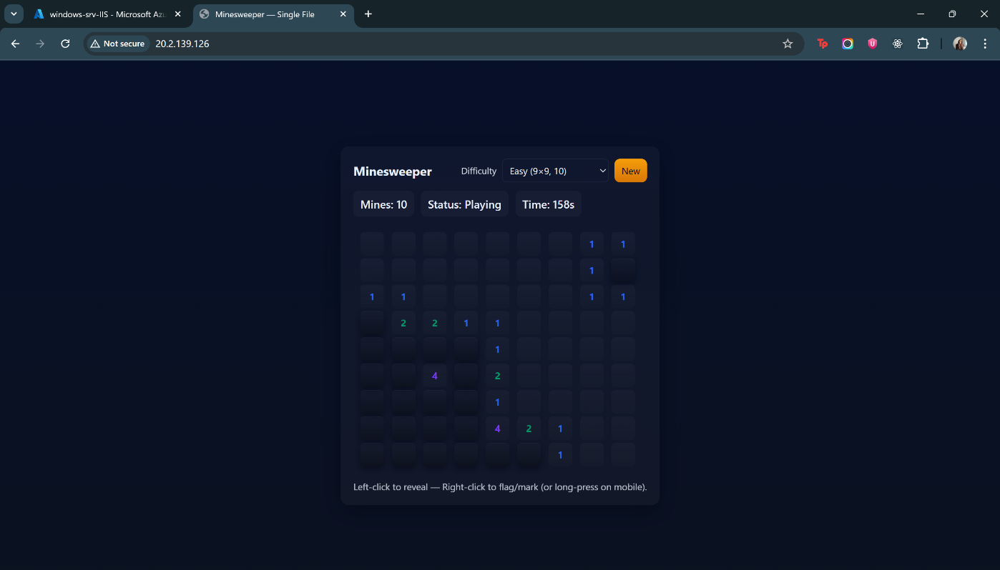 windows-srv-IIS - Microsoft Az
Minesweeper — Single File
Not secure
20.2.139.126
Tp
U
Minesweeper
Difficulty
Easy (9×9, 10)
New
Mines: 10
Status: Playing
Time: 158s
1 1
1
1 1 1 1
2 2 1 1
1
4 2
1
4 2 1
1
Left-click to reveal — Right-click to flag/mark (or long-press on mobile).